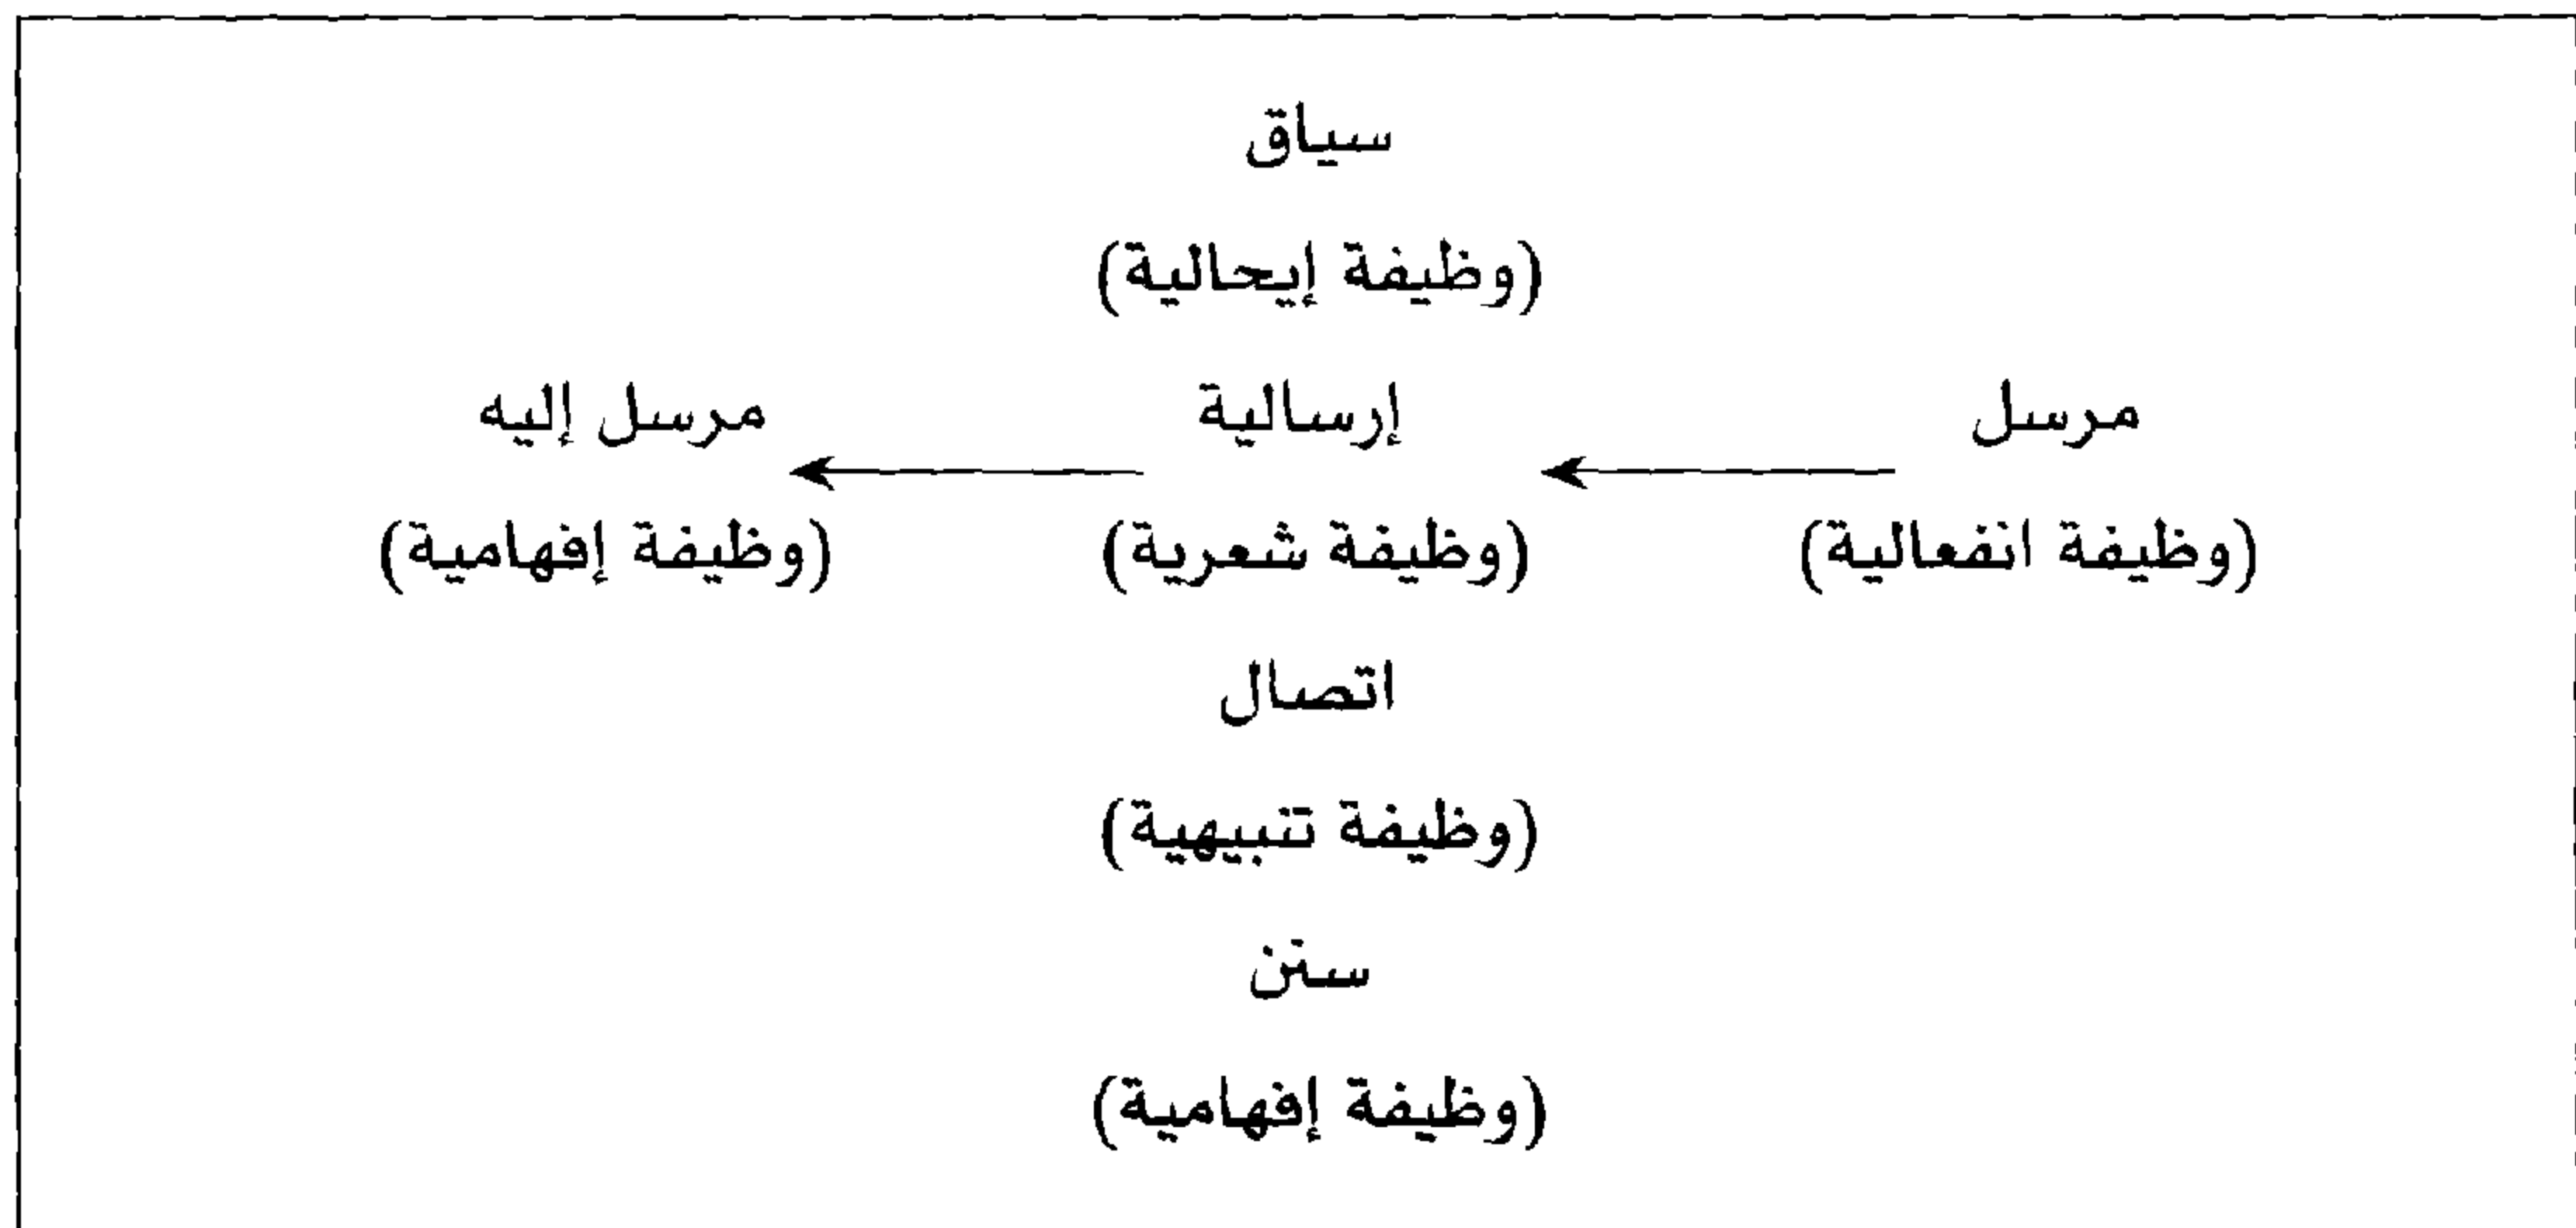 سياق
(وظيفة إيحالية)
مرسل إرسالية مرسل إليه
(وظيفة انفعالية) (وظيفة شعرية) (وظيفة إفهامية)
اتصال
(وظيفة تنبيهية)
سنن
(وظيفة إفهامية)